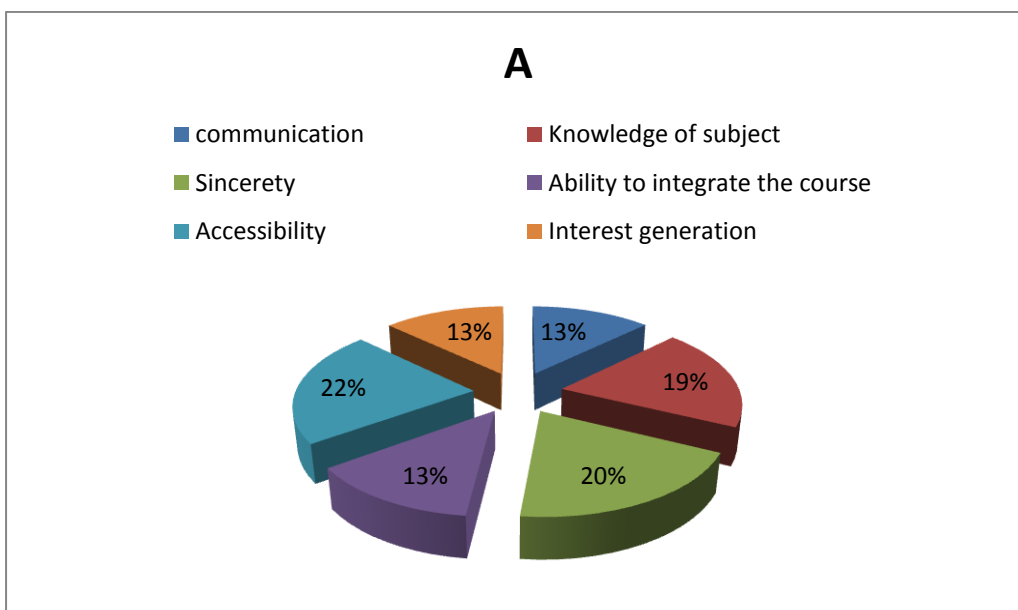 A
communication
Knowledge of subject
Sincerety
Ability to integrate the course
Accessibility
Interest generation
13%
13%
19%
22%
13%
20%